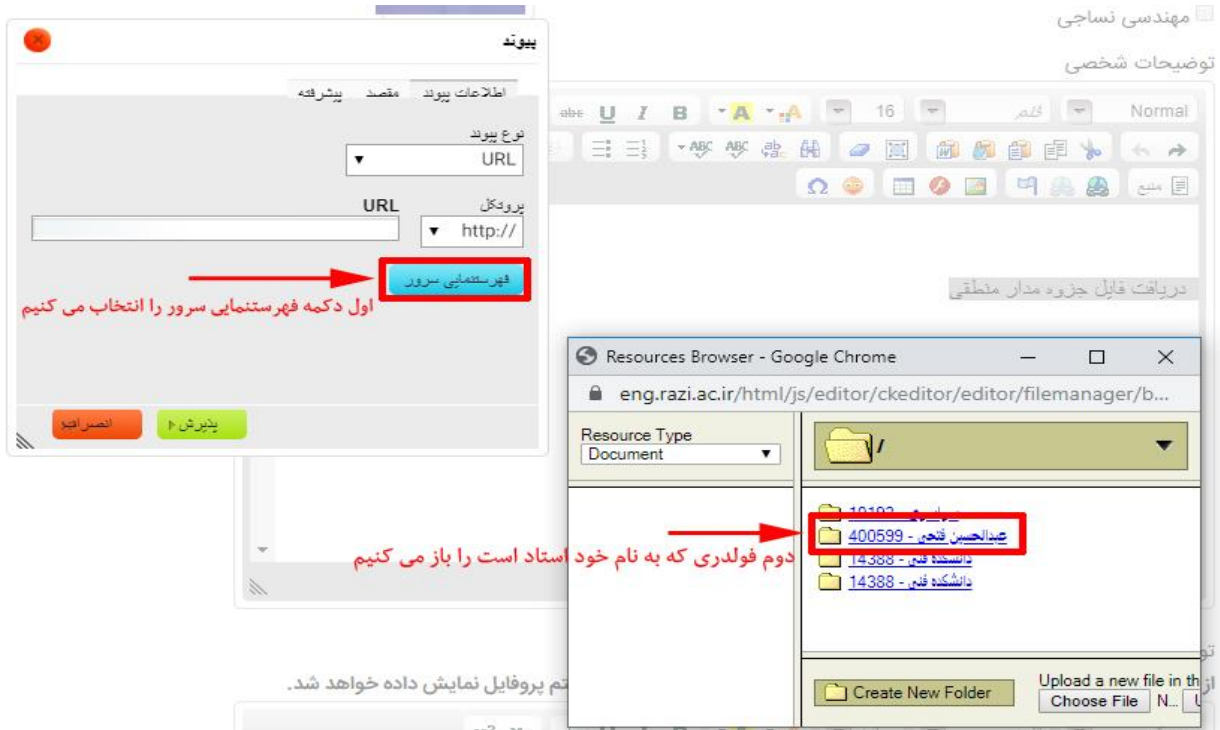 مهندسی نساجی
توضیحات شخصی
Normal
قلم
16
منبع
دریافت فایل جزوه مدار منطقی
پیوند
اطلاعات پیوند
مقصد
پیشرفته
نوع پیوند
URL
پرودکل
URL
http://
فهرستنمایی سرور
اول دکمه فهرستنمایی سرور را انتخاب می کنیم
پذیرش
انصراف
Resources Browser - Google Chrome
eng.razi.ac.ir/html/js/editor/ckeditor/editor/filemanager/b...
Resource Type
Document
/
عبدالحسین فتحی - 400599
دانشکده فنی - 14388
دانشکده فنی - 14388
دوم فولدری که به نام خود استاد است را باز می کنیم
Create New Folder
Upload a new file in th
Choose File
N...
تم پروفایل نمایش داده خواهد شد.